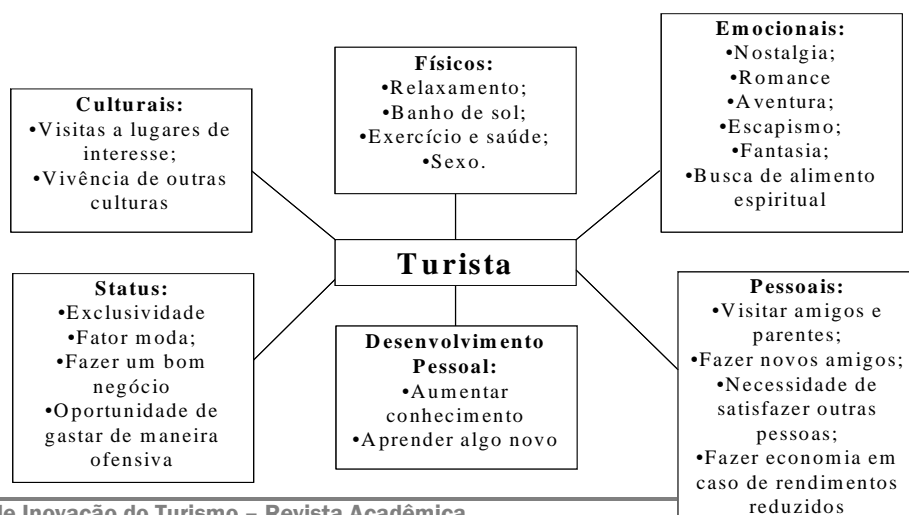 Culturais:
•Visitas a lugares de
interesse;
•Vivência de outras
culturas
Físicos:
•Relaxamento;
•Banho de sol;
•Exercício e saúde;
•Sexo.
Emocionais:
•Nostalgia;
•Romance
•Aventura;
•Escapismo;
•Fantasia;
•Busca de alimento
espiritual
Turista
Status:
•Exclusividade
•Fator moda;
•Fazer um bom
negócio
•Oportunidade de
gastar de maneira
ofensiva
Desenvolvimento
Pessoal:
•Aumentar
conhecimento
•Aprender algo novo
Pessoais:
•Visitar amigos e
parentes;
•Fazer novos amigos;
•Necessidade de
satisfazer outras
pessoas;
•Fazer economia em
caso de rendimentos
reduzidos
de Inovação do Turismo – Revista Acadêmica